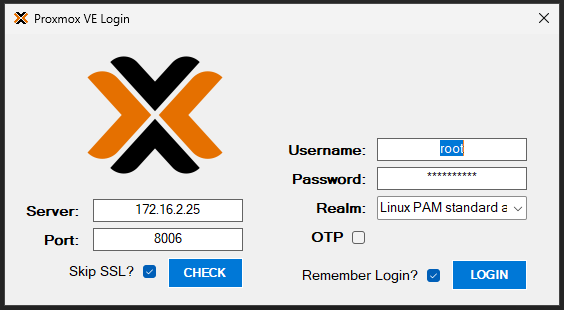 Proxmox VE Login
Username: root
Password: **********
Server: 172.16.2.25
Realm: Linux PAM standard a
Port: 8006
OTP
Skip SSL? CHECK
Remember Login? LOGIN